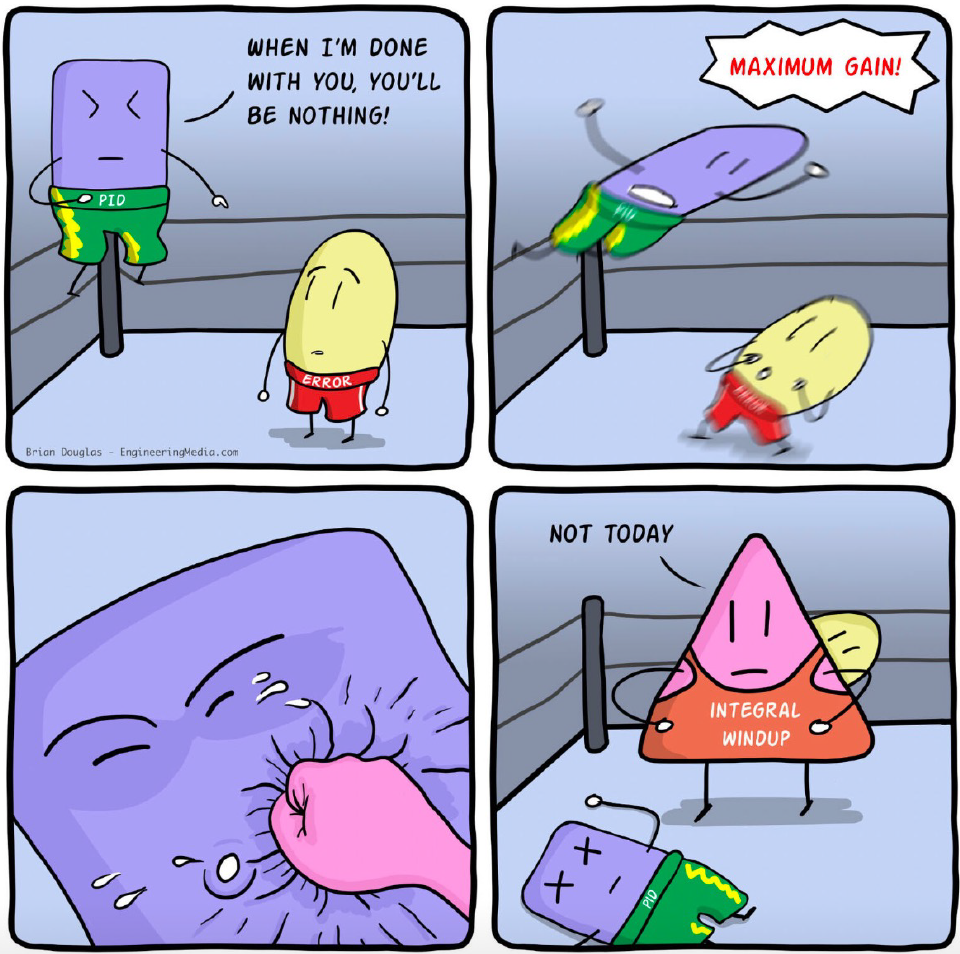 WHEN I'M DONE
WITH YOU, YOU'LL
BE NOTHING!
PID
ERROR
Brian Douglas - EngineeringMedia.com
MAXIMUM GAIN!
PID
NOT TODAY
INTEGRAL
WINDUP
PID